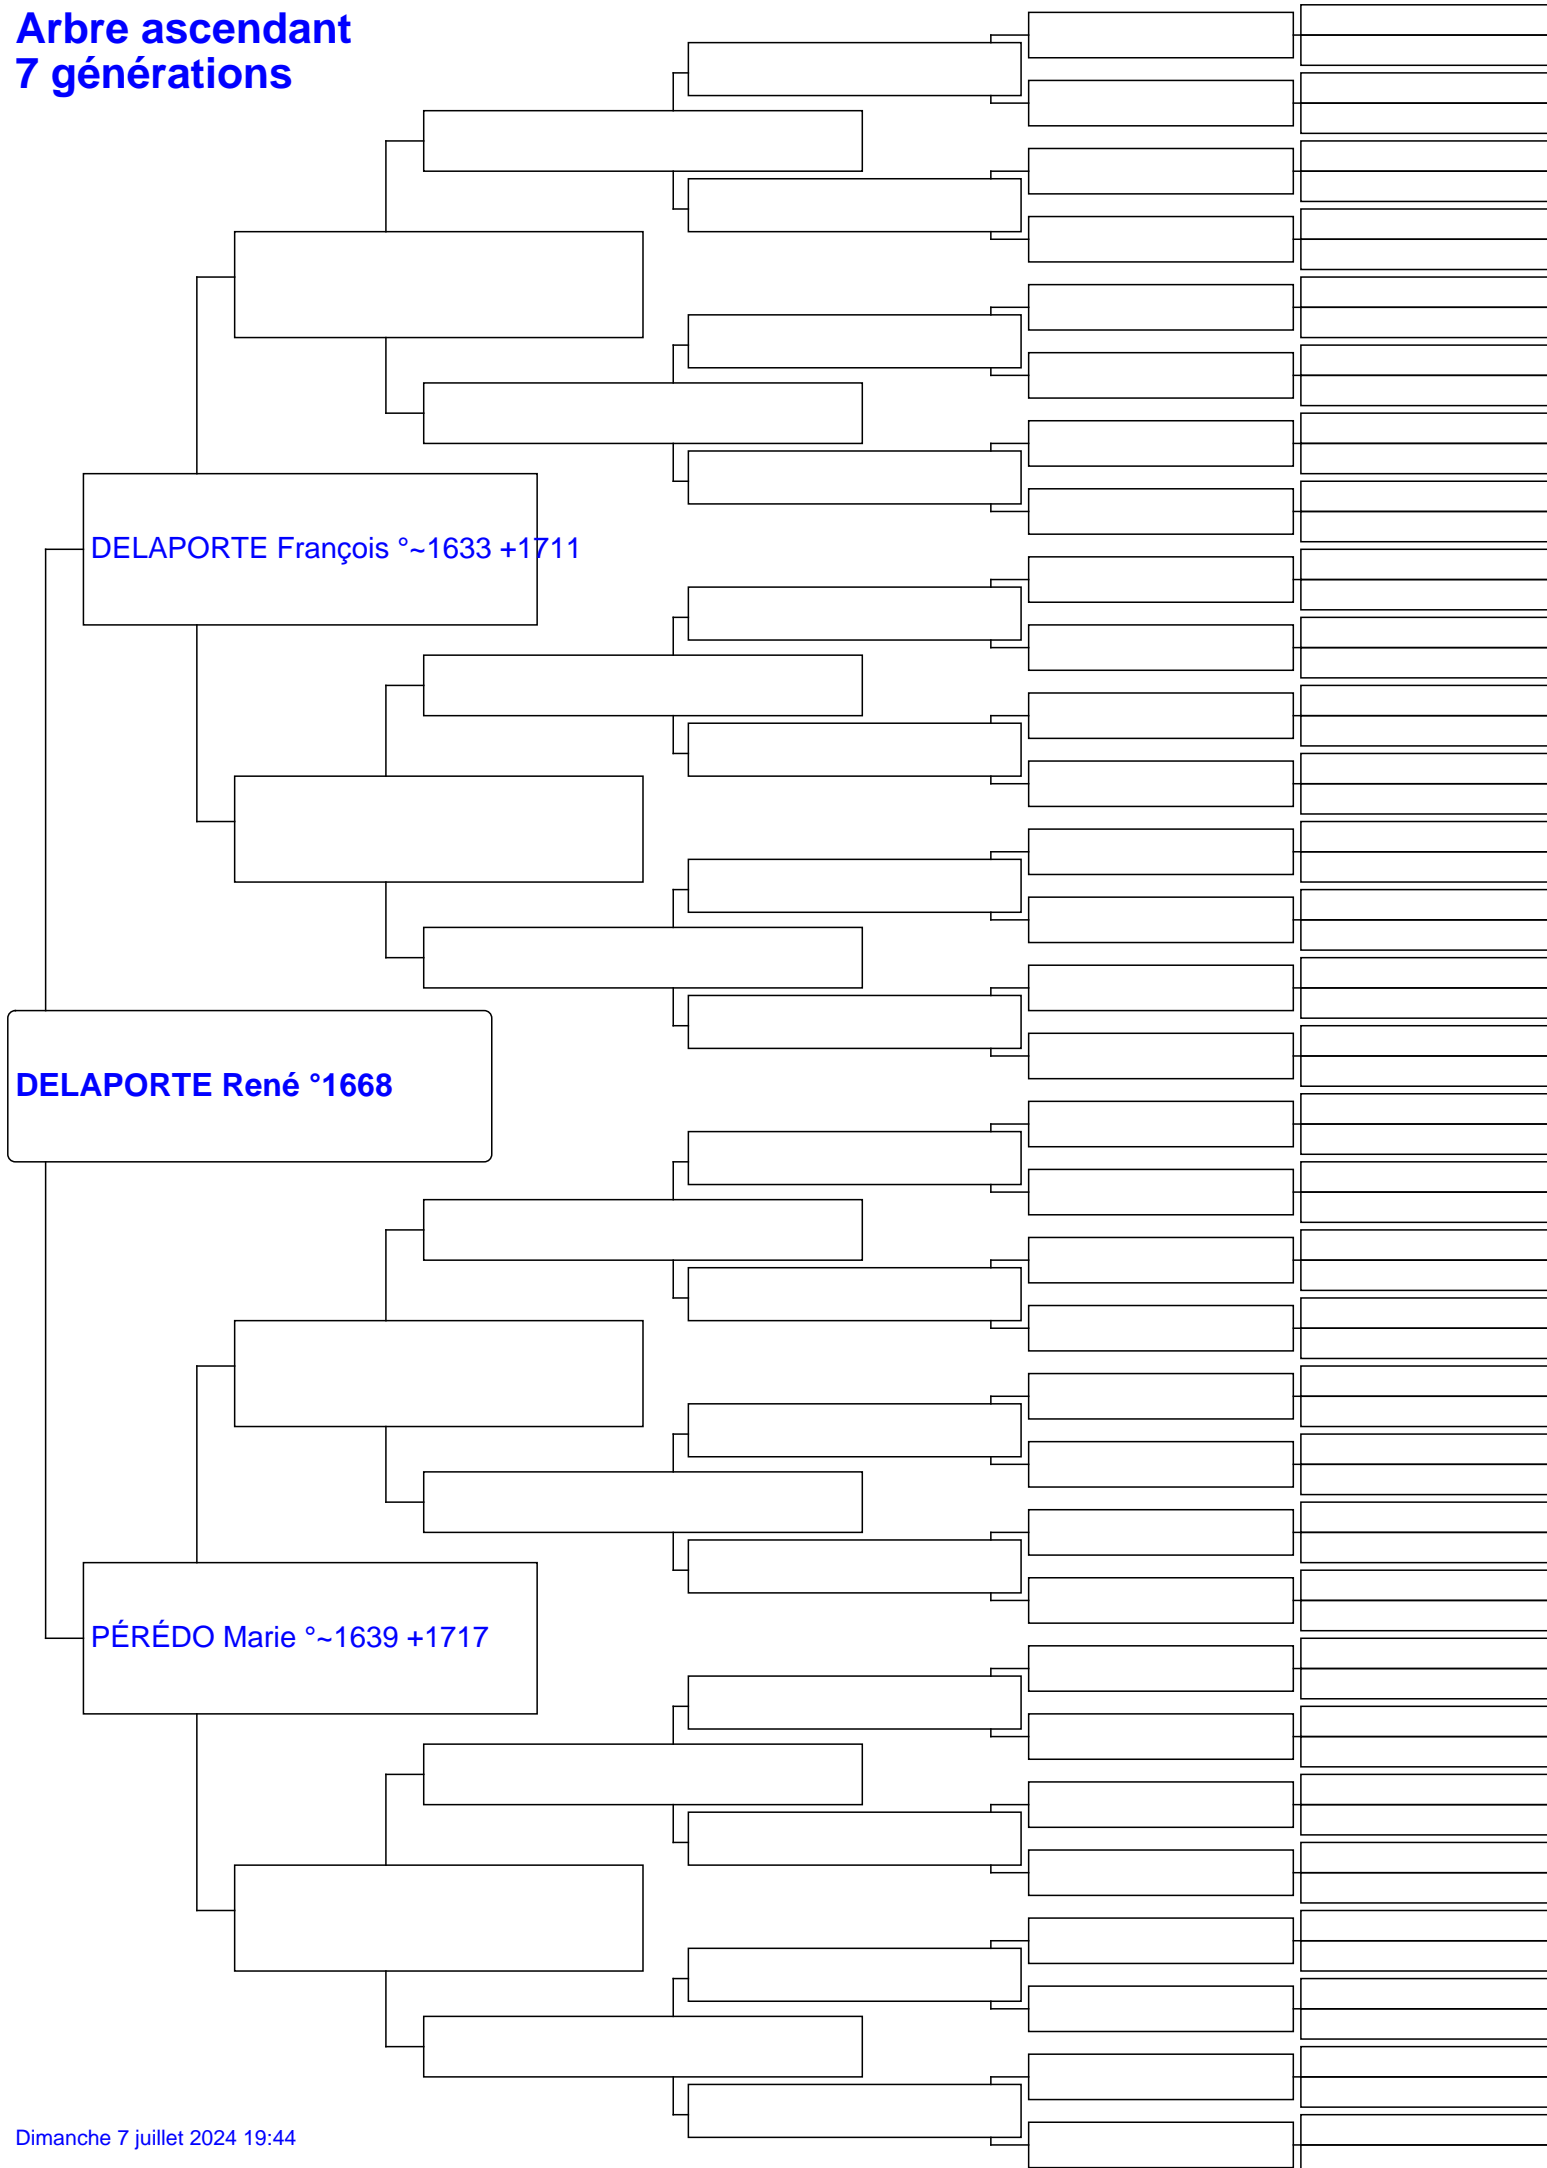 Arbre ascendant
7 générations
DELAPORTE François °~1633 +1711
DELAPORTE René °1668
PÉRÉDO Marie °~1639 +1717
Dimanche 7 juillet 2024 19:44